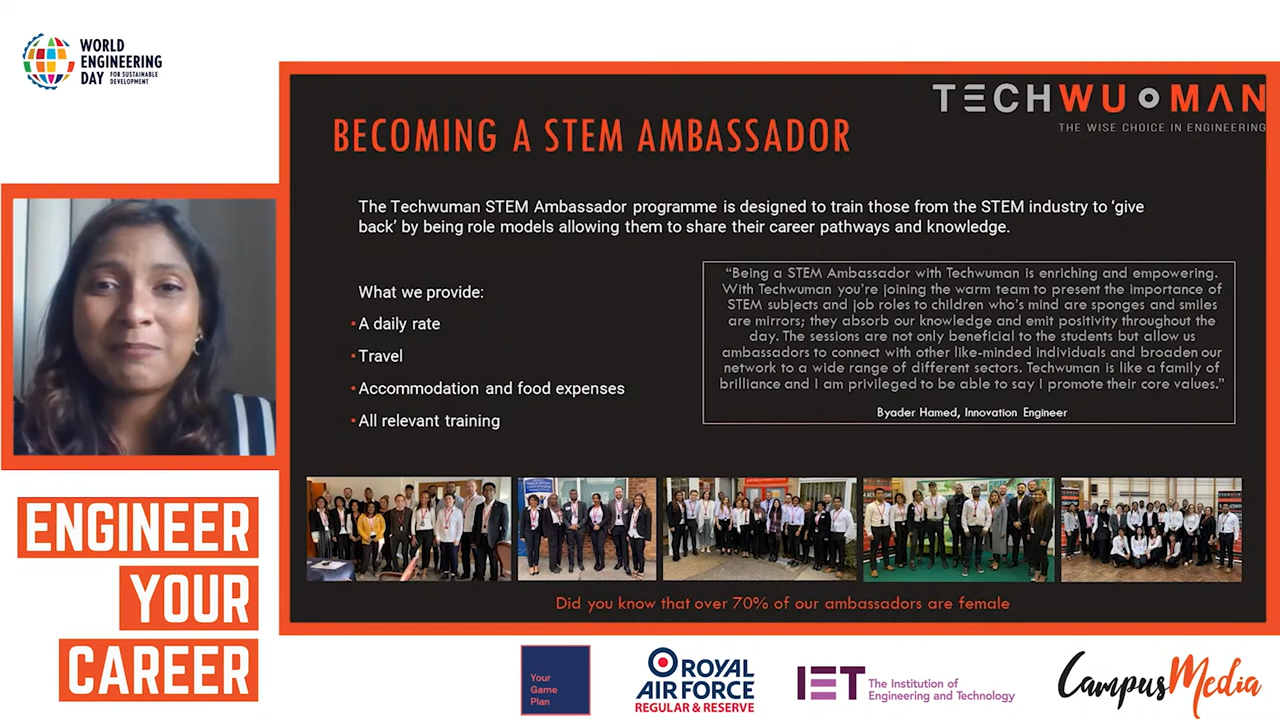 WORLD
ENGINEERING
DAY FOR SUSTAINABLE
DEVELOPMENT
TECHWUOMAN
THE WISE CHOICE IN ENGINEERING
BECOMING A STEM AMBASSADOR
The Techwuman STEM Ambassador programme is designed to train those from the STEM industry to ‘give
back’ by being role models allowing them to share their career pathways and knowledge.
What we provide:
•A daily rate
•Travel
•Accommodation and food expenses
•All relevant training
“Being a STEM Ambassador with Techwuman is enriching and empowering.
With Techwuman you’re joining the warm team to present the importance of
STEM subjects and job roles to children who’s mind are sponges and smiles
are mirrors; they absorb our knowledge and emit positivity throughout the
day. The sessions are not only beneficial to the students but allow us
ambassadors to connect with other like-minded individuals and broaden our
network to a wide range of different sectors. Techwuman is like a family of
brilliance and I am privileged to be able to say I promote their core values.”
Byader Hamed, Innovation Engineer
Did you know that over 70% of our ambassadors are female
ENGINEER
YOUR
CAREER
Your
Game
Plan
ROYAL
AIR FORCE
REGULAR & RESERVE
IET The Institution of
Engineering and Technology
CampusMedia